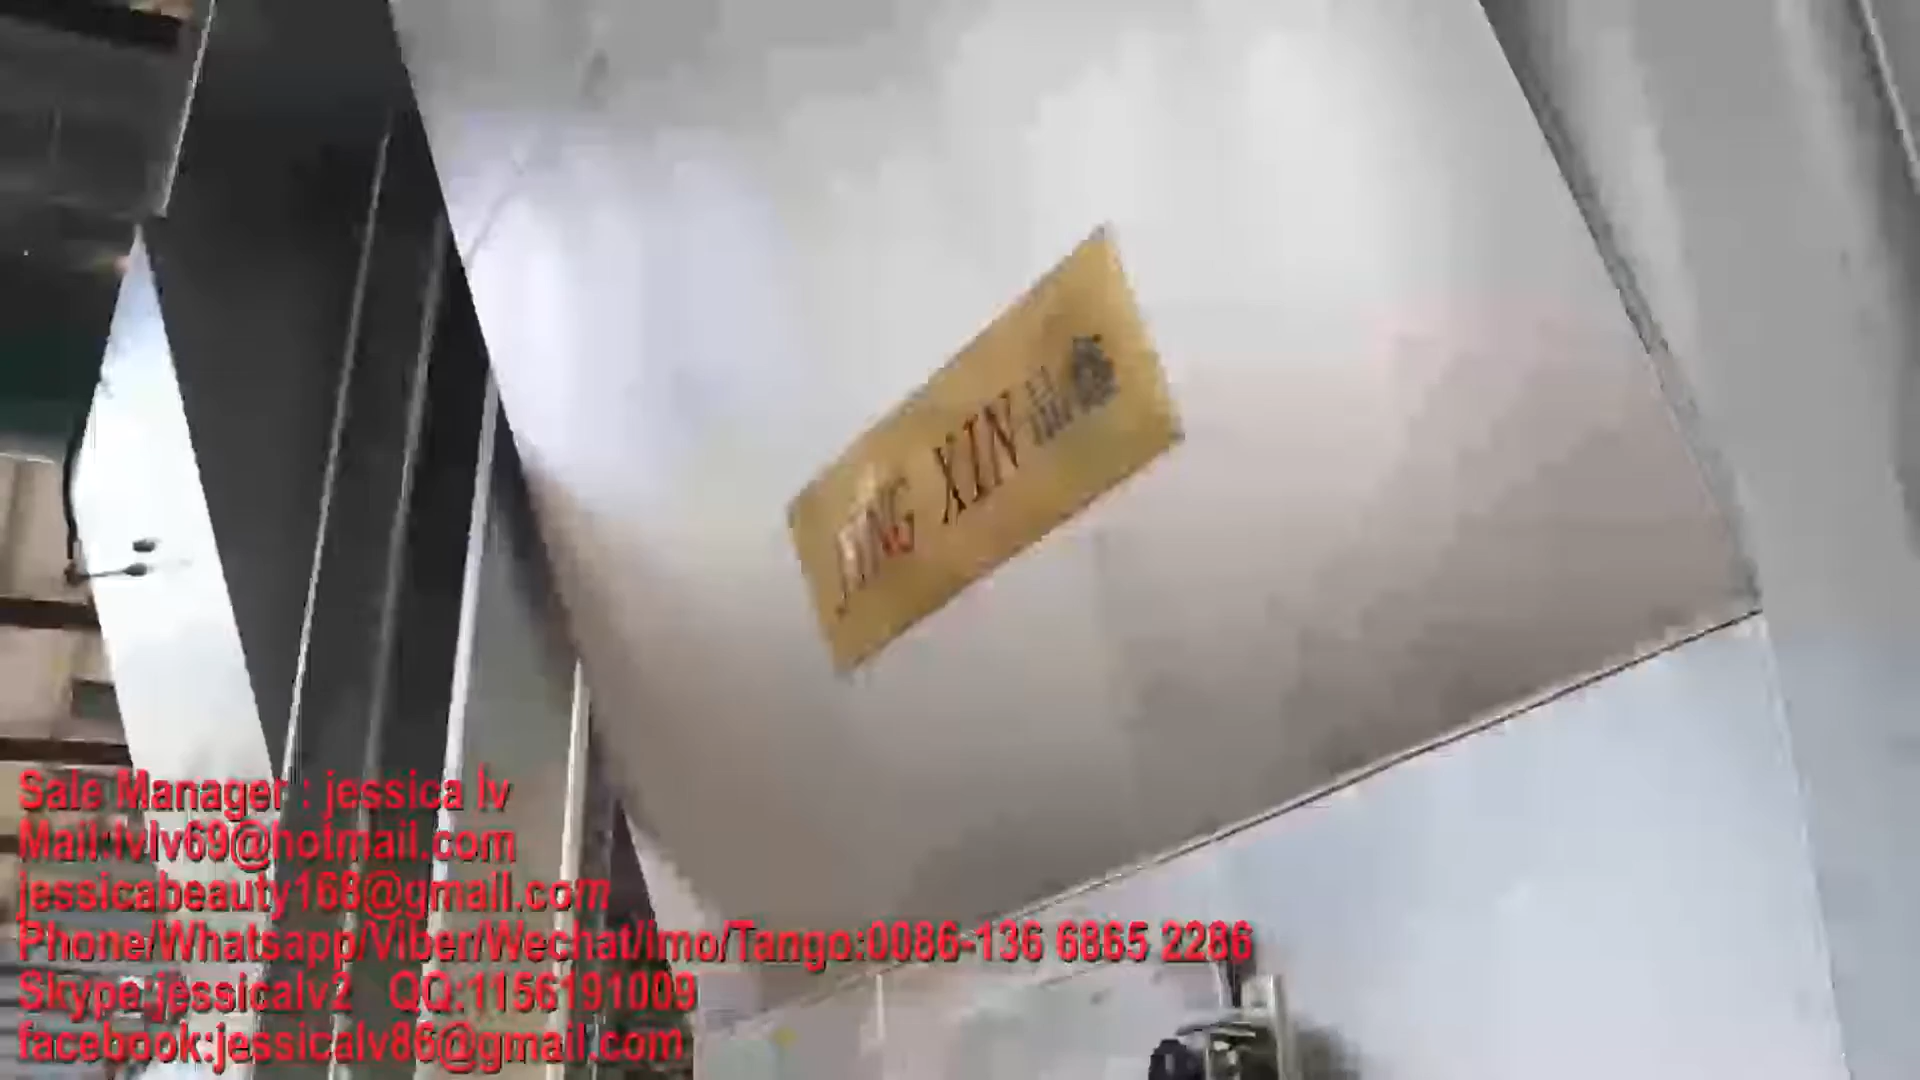 JING XIN 晶鑫
Sale Manager : jessica lv
Mail:lvlv69@hotmail.com
jessicabeauty168@gmail.com
Phone/Whatsapp/Viber/Wechat/imo/Tango:0086-136 6865 2286
Skype:jessicalv2 QQ:1156191009
facebook:jessicalv86@gmail.com